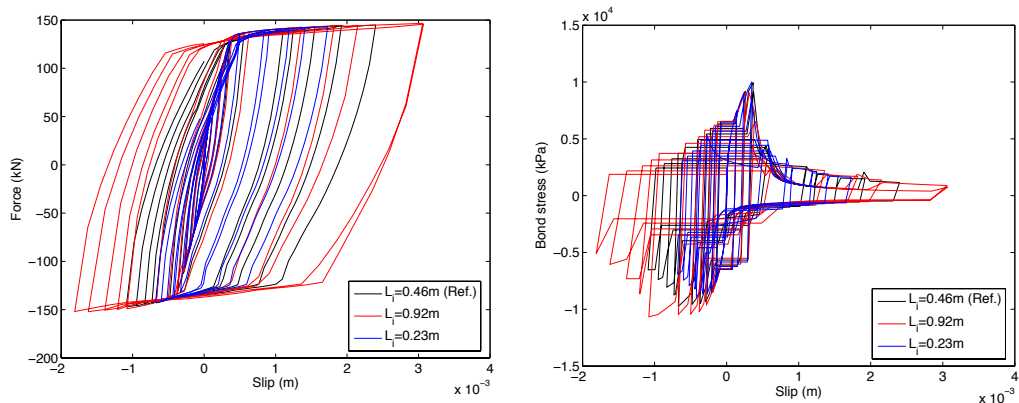 150
100
50
0
−50
−100
−150
−200
Force (kN)
−2
−1
0
1
2
3
4
x 10⁻³
Slip (m)
L_i=0.46m (Ref.)
L_i=0.92m
L_i=0.23m
1.5
x 10⁴
1
0.5
0
−0.5
−1
−1.5
Bond stress (kPa)
−2
−1
0
1
2
3
4
x 10⁻³
Slip (m)
L_i=0.46m (Ref.)
L_i=0.92m
L_i=0.23m